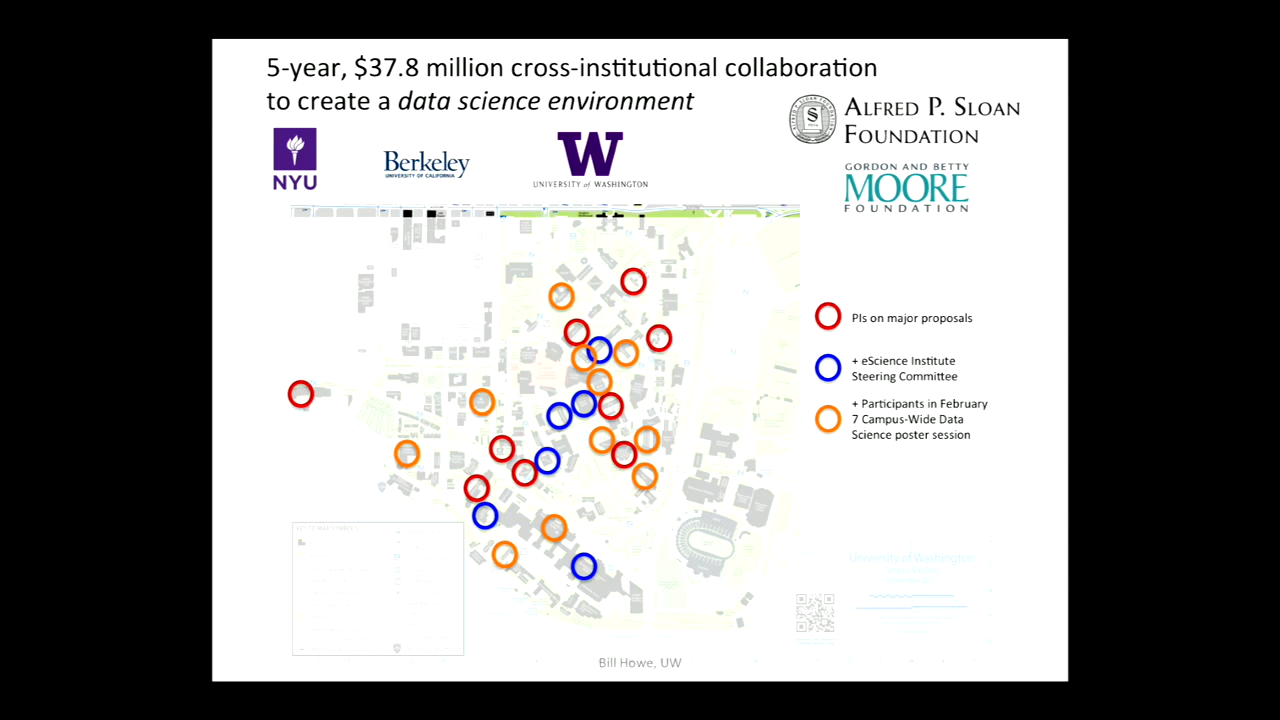 5-year, $37.8 million cross-institutional collaboration
to create a data science environment
ALFRED P. SLOAN
FOUNDATION
NYU
Berkeley
UNIVERSITY OF CALIFORNIA
W
UNIVERSITY of WASHINGTON
GORDON AND BETTY
MOORE
FOUNDATION
PIs on major proposals
+ eScience Institute
Steering Committee
+ Participants in February
7 Campus-Wide Data
Science poster session
University of Washington
Bill Howe, UW